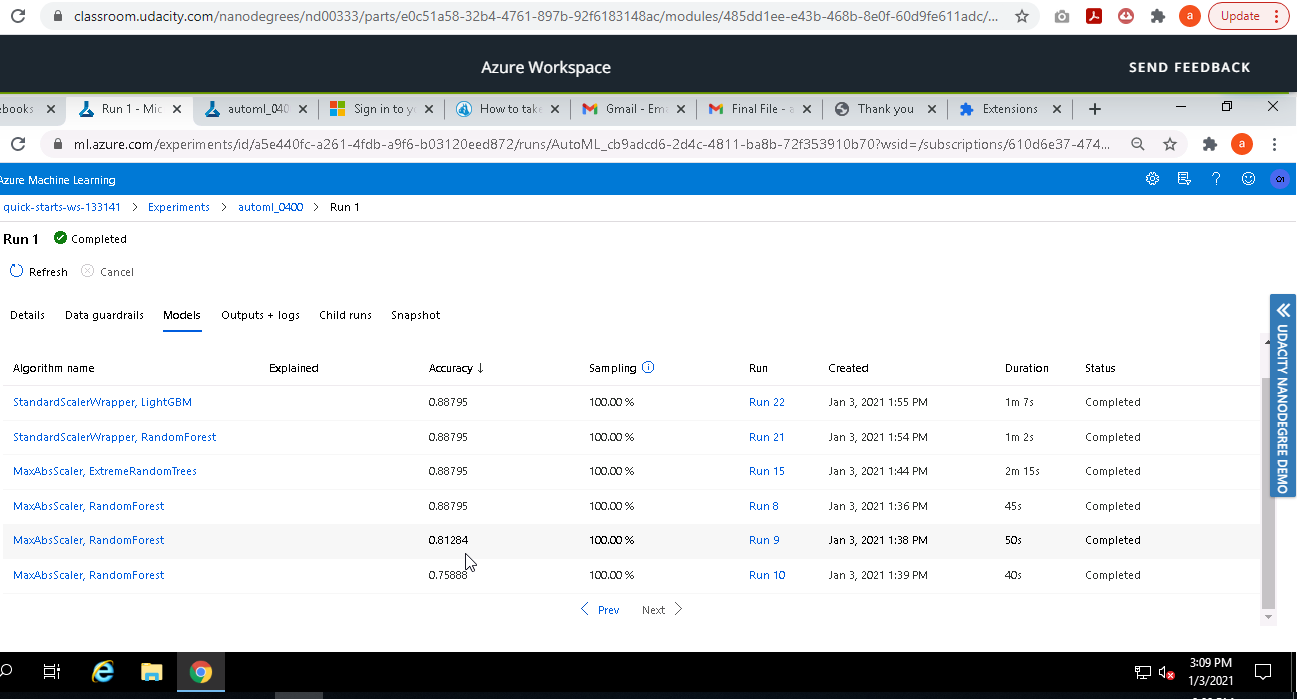 classroom.udacity.com/nanodegrees/nd00333/parts/e0c51a58-32b4-4761-897b-92f6183148ac/modules/485dd1ee-e43b-468b-8e0f-60d9fe611adc/... a Update
Azure Workspace SEND FEEDBACK
ebooks Run 1 - Mic automl_040 Sign in to y How to take Gmail - Em Final File - a Thank you Extensions
ml.azure.com/experiments/id/a5e440fc-a261-4fdb-a9f6-b03120eed872/runs/AutoML_cb9adcd6-2d4c-4811-ba8b-72f353910b70?wsid=/subscriptions/610d6e37-474... a
Azure Machine Learning
quick-starts-ws-133141 > Experiments > automl_0400 > Run 1
Run 1 Completed
Refresh Cancel
Details Data guardrails Models Outputs + logs Child runs Snapshot
Algorithm name Explained Accuracy ↓ Sampling Run Created Duration Status
StandardScalerWrapper, LightGBM 0.88795 100.00 % Run 22 Jan 3, 2021 1:55 PM 1m 7s Completed
StandardScalerWrapper, RandomForest 0.88795 100.00 % Run 21 Jan 3, 2021 1:54 PM 1m 2s Completed
MaxAbsScaler, ExtremeRandomTrees 0.88795 100.00 % Run 15 Jan 3, 2021 1:44 PM 2m 15s Completed
MaxAbsScaler, RandomForest 0.88795 100.00 % Run 8 Jan 3, 2021 1:36 PM 45s Completed
MaxAbsScaler, RandomForest 0.81284 100.00 % Run 9 Jan 3, 2021 1:38 PM 50s Completed
MaxAbsScaler, RandomForest 0.75888 100.00 % Run 10 Jan 3, 2021 1:39 PM 40s Completed
Prev Next
UDACITY NANODEGREE DEMO
3:09 PM
1/3/2021